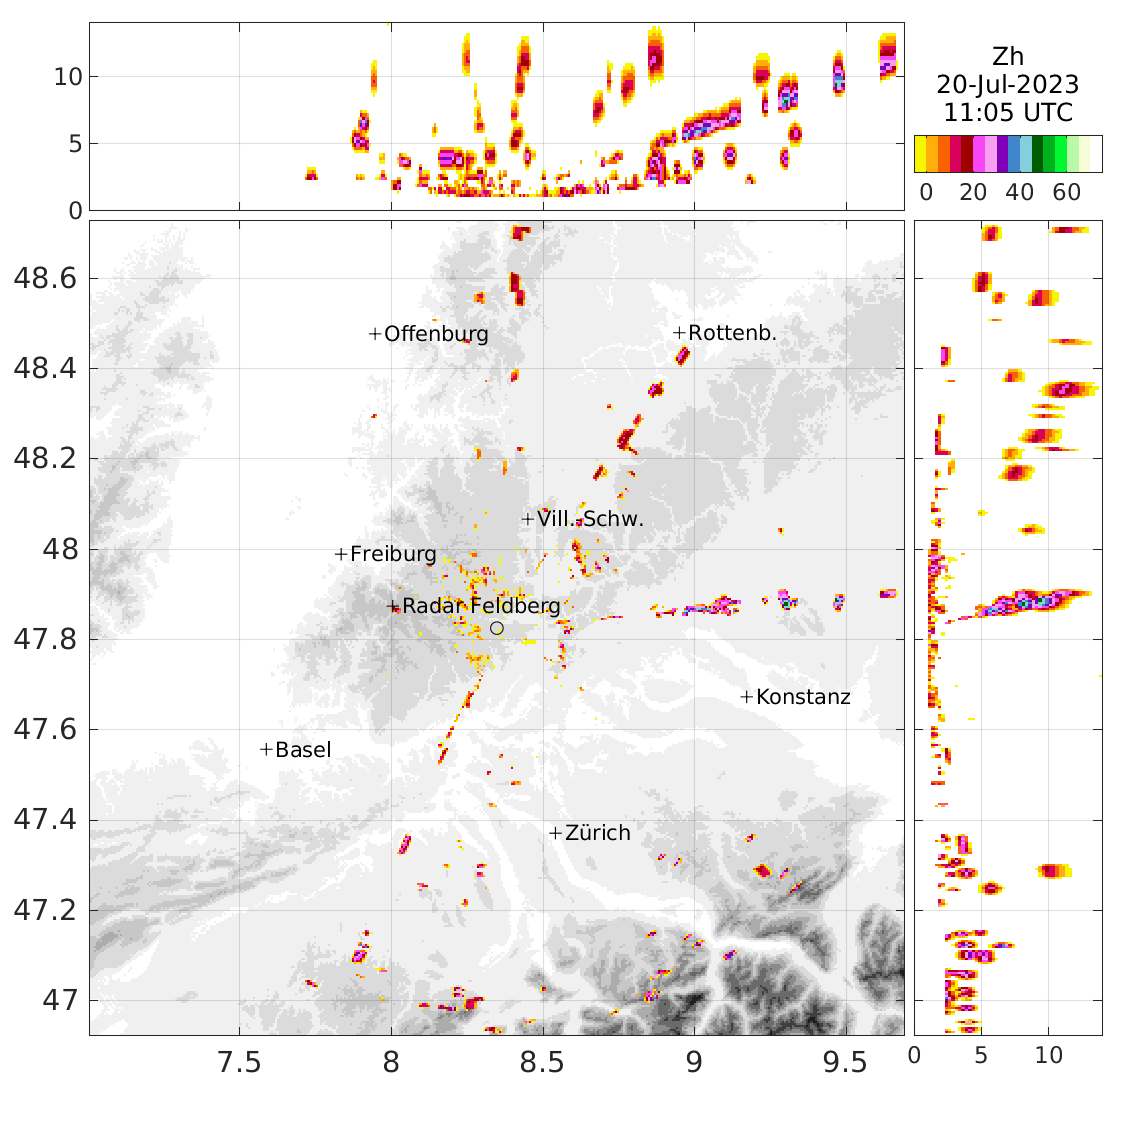 Zh
20-Jul-2023
11:05 UTC
0 20 40 60
10
5
0
48.6
48.4
48.2
48
47.8
47.6
47.4
47.2
47
Offenburg
Rottenb.
Vill.-Schw.
Freiburg
Radar Feldberg
Konstanz
Basel
Zürich
7.5 8 8.5 9 9.5
0 5 10